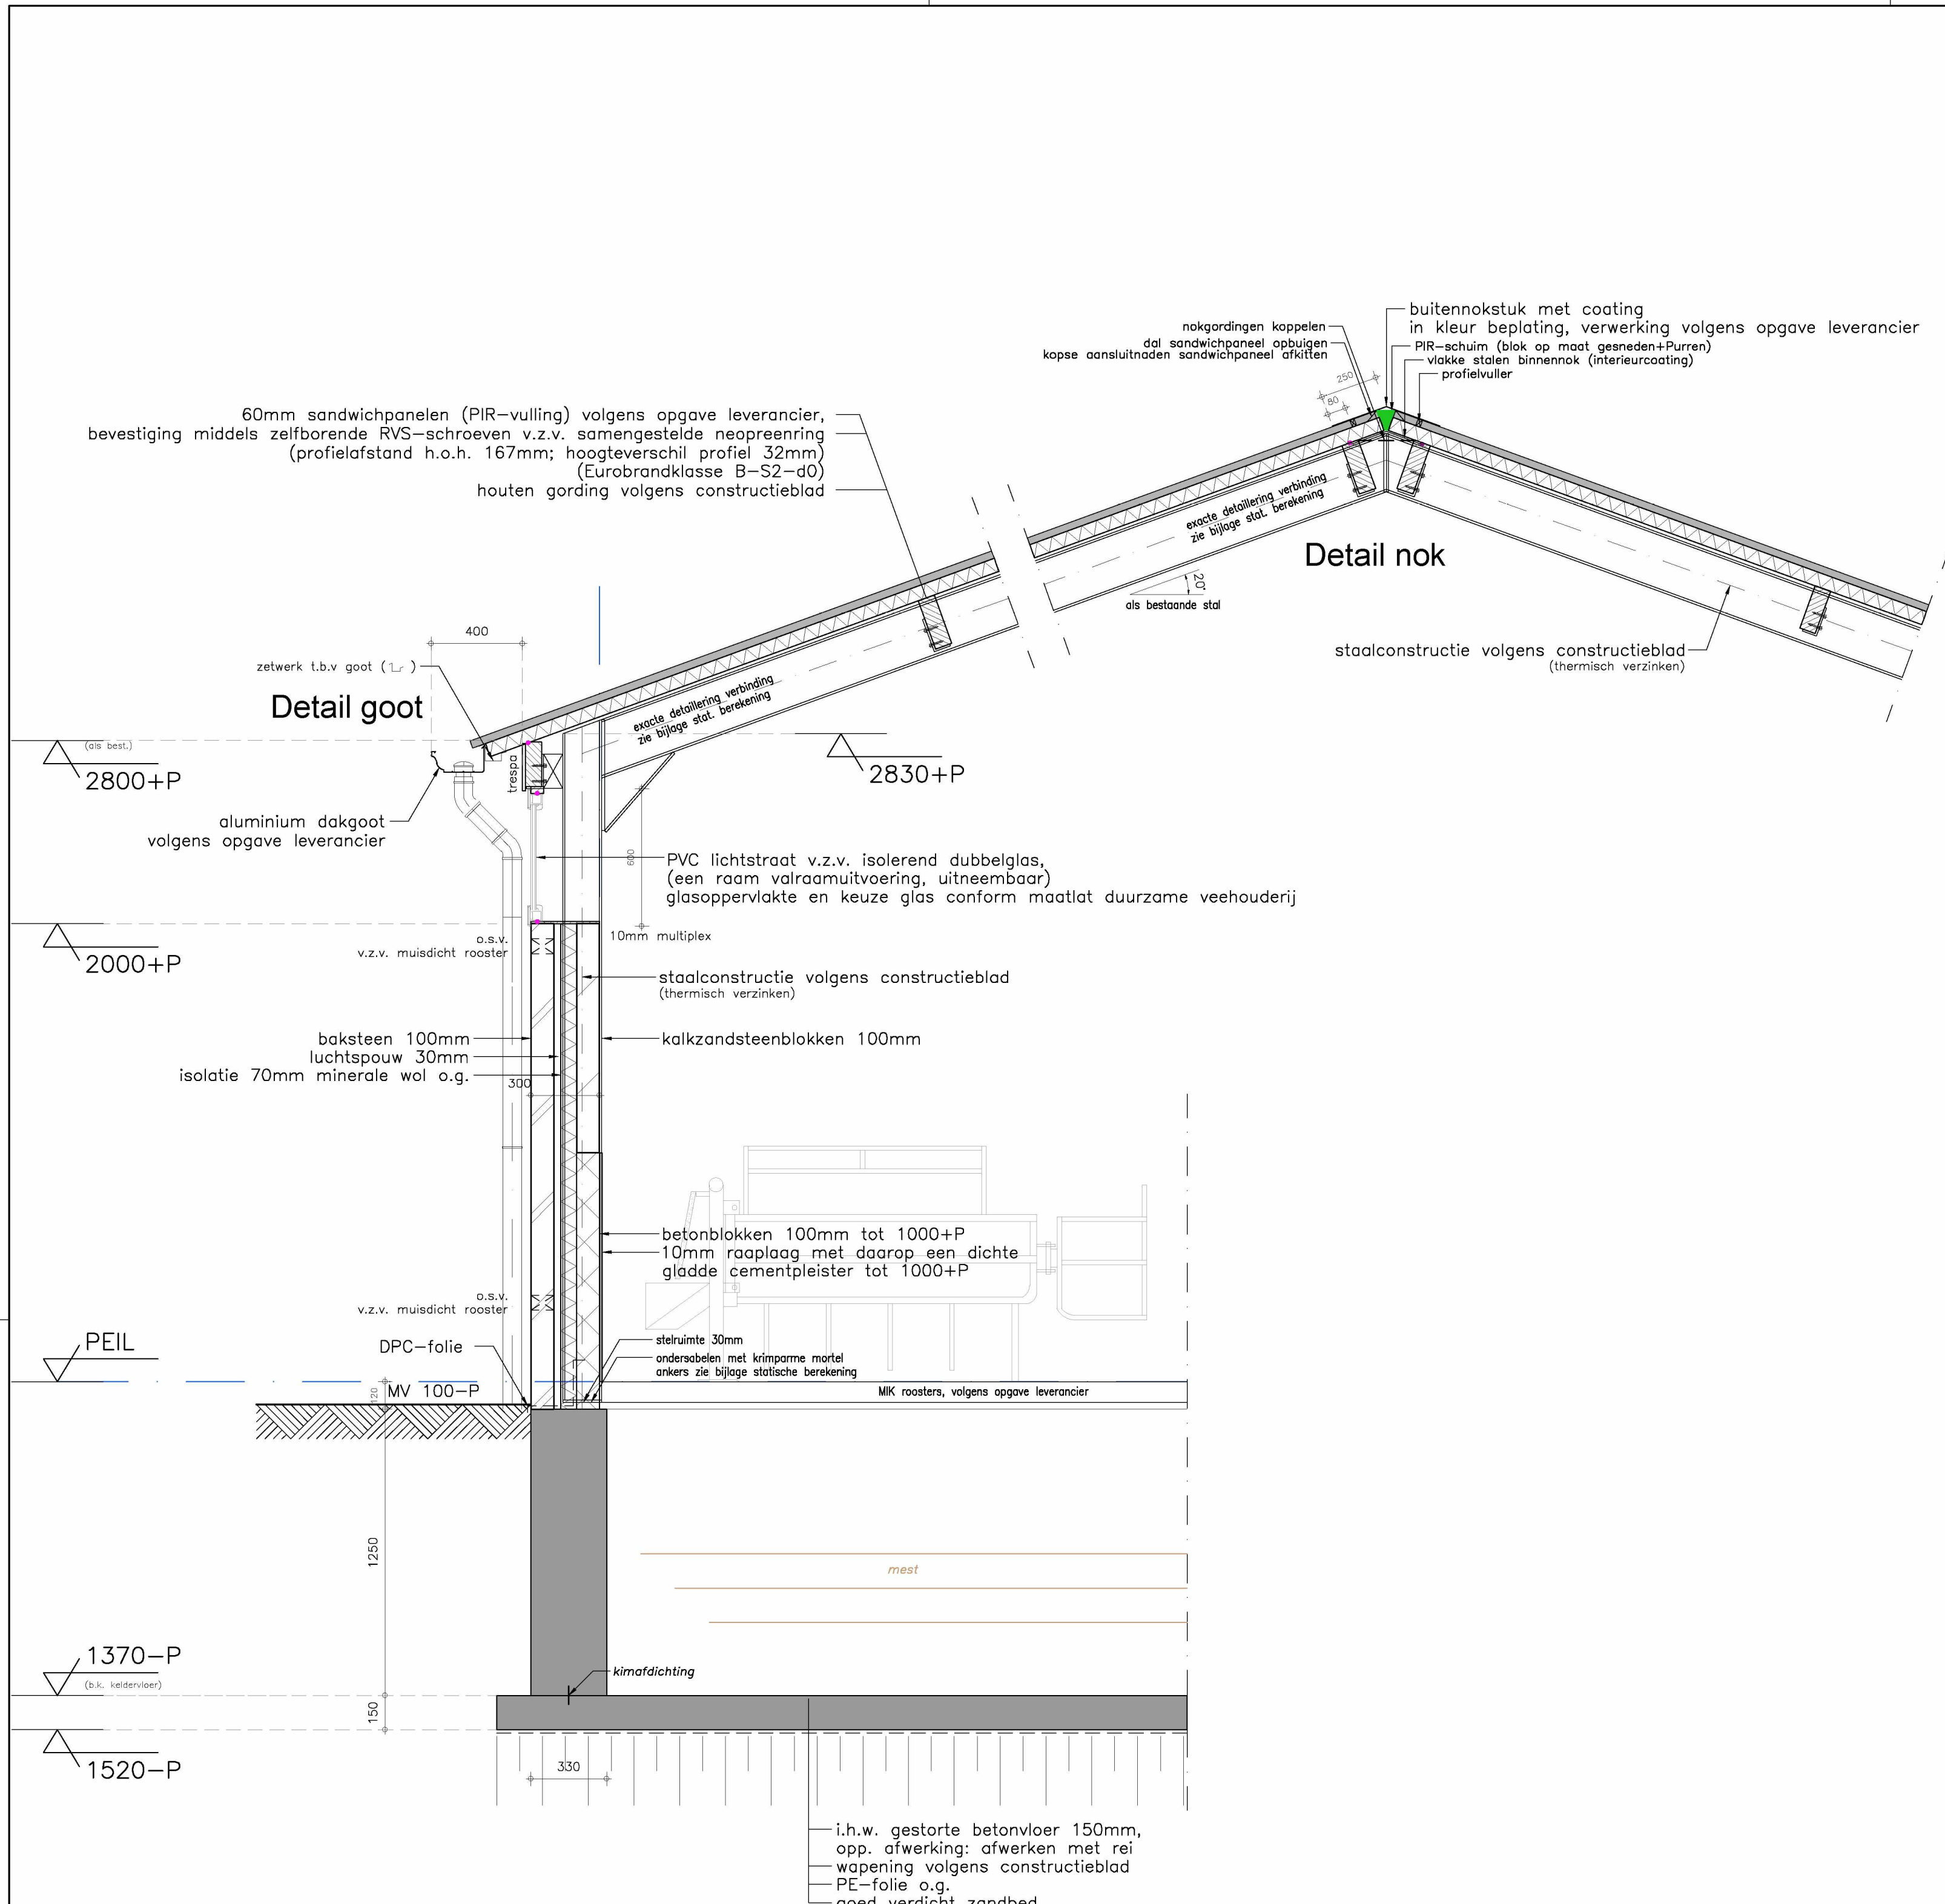 buitennokstuk met coating
in kleur beplating, verwerking volgens opgave leverancier
nokgordingen koppelen
dal sandwichpaneel opbuigen
kopse aansluitnaden sandwichpaneel afkitten
PIR-schuim (blok op maat gesneden+Purren)
vlakke stalen binnennok (interieurcoating)
profielvuller
250
80
60mm sandwichpanelen (PIR-vulling) volgens opgave leverancier,
bevestiging middels zelfborende RVS-schroeven v.z.v. samengestelde neopreenring
(profielafstand h.o.h. 167mm; hoogteverschil profiel 32mm)
(Eurobrandklasse B-S2-d0)
houten gording volgens constructieblad
exacte detaillering verbinding
zie bijlage stat. berekening
Detail nok
20°
als bestaande stal
staalconstructie volgens constructieblad
(thermisch verzinken)
400
zetwerk t.b.v goot ( )
Detail goot
exacte detaillering verbinding
zie bijlage stat. berekening
(als best.)
2800+P
trespa
2830+P
aluminium dakgoot
volgens opgave leverancier
600
PVC lichtstraat v.z.v. isolerend dubbelglas,
(een raam valraamuitvoering, uitneembaar)
glasoppervlakte en keuze glas conform maatlat duurzame veehouderij
2000+P
o.s.v.
v.z.v. muisdicht rooster
10mm multiplex
staalconstructie volgens constructieblad
(thermisch verzinken)
baksteen 100mm
luchtspouw 30mm
isolatie 70mm minerale wol o.g.
kalkzandsteenblokken 100mm
300
betonblokken 100mm tot 1000+P
10mm raaplaag met daarop een dichte
gladde cementpleister tot 1000+P
o.s.v.
v.z.v. muisdicht rooster
PEIL
DPC-folie
stelruimte 30mm
ondersabelen met krimparme mortel
ankers zie bijlage statische berekening
120
MV 100-P
MIK roosters, volgens opgave leverancier
1250
mest
1370-P
(b.k. keldervloer)
kimafdichting
150
1520-P
330
i.h.w. gestorte betonvloer 150mm,
opp. afwerking: afwerken met rei
wapening volgens constructieblad
PE-folie o.g.
goed verdicht zandbed